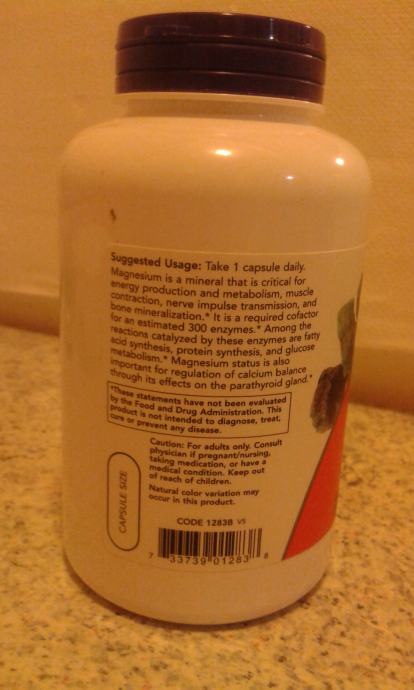 Suggested Usage: Take 1 capsule daily.
Magnesium is a mineral that is critical for
energy production and metabolism, muscle
contraction, nerve impulse transmission, and
bone mineralization.* It is a required cofactor
for an estimated 300 enzymes.* Among the
reactions catalyzed by these enzymes are fatty
acid synthesis, protein synthesis, and glucose
metabolism.* Magnesium status is also
important for regulation of calcium balance
through its effects on the parathyroid gland.*
*These statements have not been evaluated
by the Food and Drug Administration. This
product is not intended to diagnose, treat,
cure or prevent any disease.
CAPSULE SIZE
Caution: For adults only. Consult
physician if pregnant/nursing,
taking medication, or have a
medical condition. Keep out
of reach of children.
Natural color variation may
occur in this product.
CODE 1283B V5
7 33739 01283 8